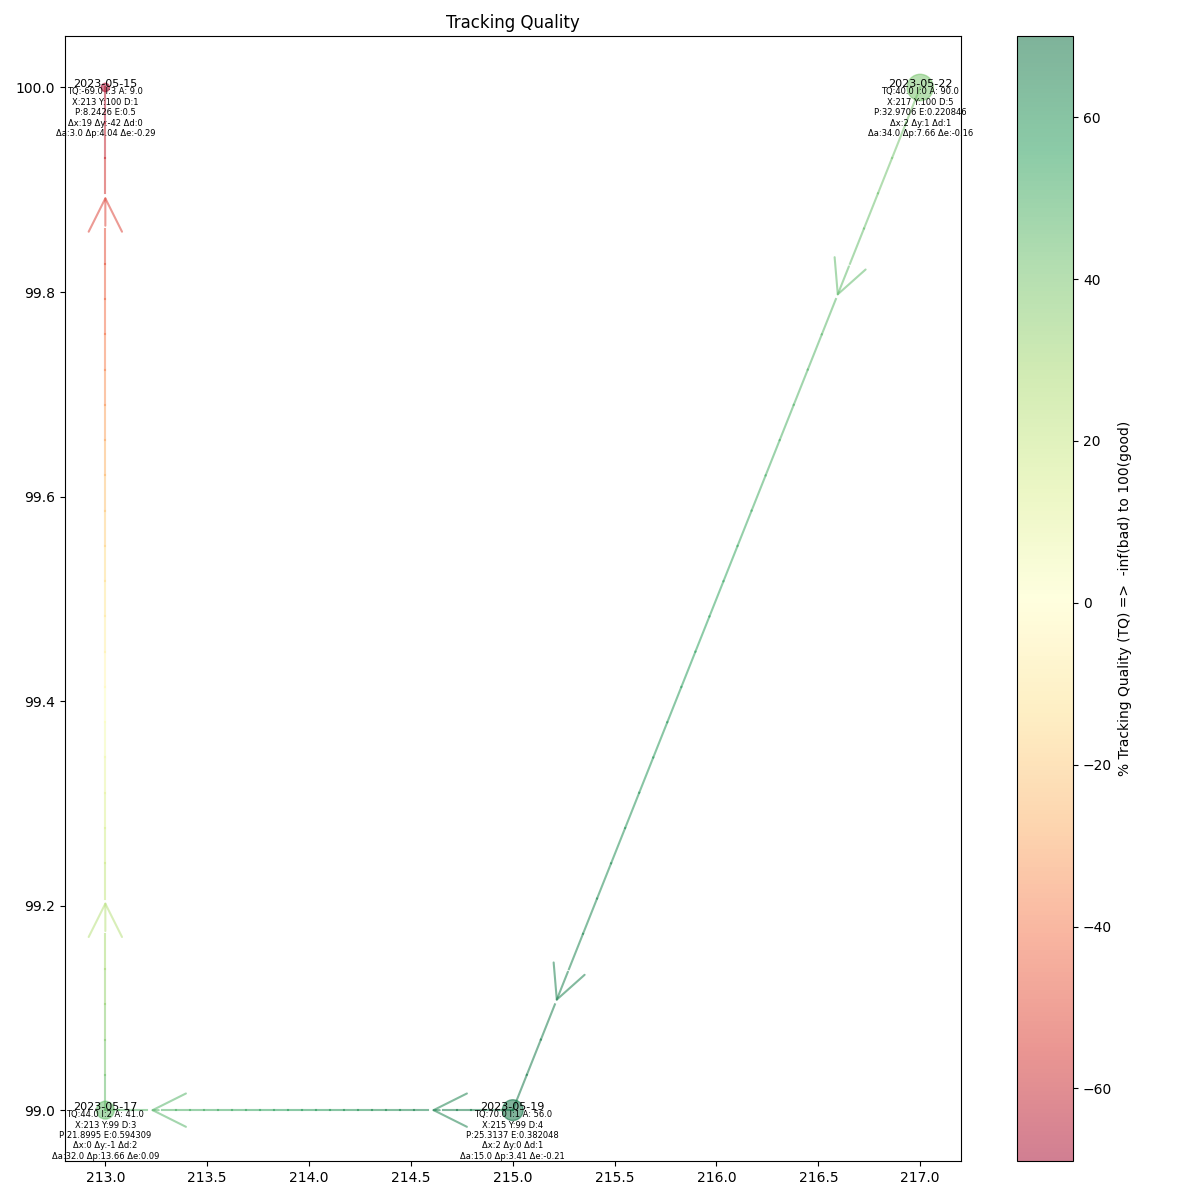 Tracking Quality
2023-05-15
TQ:-69.0 I:3 A: 9.0
X:213 Y:100 D:1
P:8.2426 E:0.5
Δx:19 Δy:-42 Δd:0
Δa:3.0 Δp:4.04 Δe:-0.29
2023-05-22
TQ:40.0 I:0 A: 90.0
X:217 Y:100 D:5
P:32.9706 E:0.220846
Δx:2 Δy:1 Δd:1
Δa:34.0 Δp:7.66 Δe:-0.16
2023-05-17
TQ:44.0 I:2 A: 41.0
X:213 Y:99 D:3
P:21.8995 E:0.594309
Δx:0 Δy:-1 Δd:2
Δa:32.0 Δp:13.66 Δe:0.09
2023-05-19
TQ:70.0 A: 56.0
X:215 Y:99 D:4
P:25.3137 E:0.382048
Δx:2 Δy:0 Δd:1
Δa:15.0 Δp:3.41 Δe:-0.21
100.0
99.8
99.6
99.4
99.2
99.0
213.0 213.5 214.0 214.5 215.0 215.5 216.0 216.5 217.0
60
40
20
0
−20
−40
−60
% Tracking Quality (TQ) => -inf(bad) to 100(good)